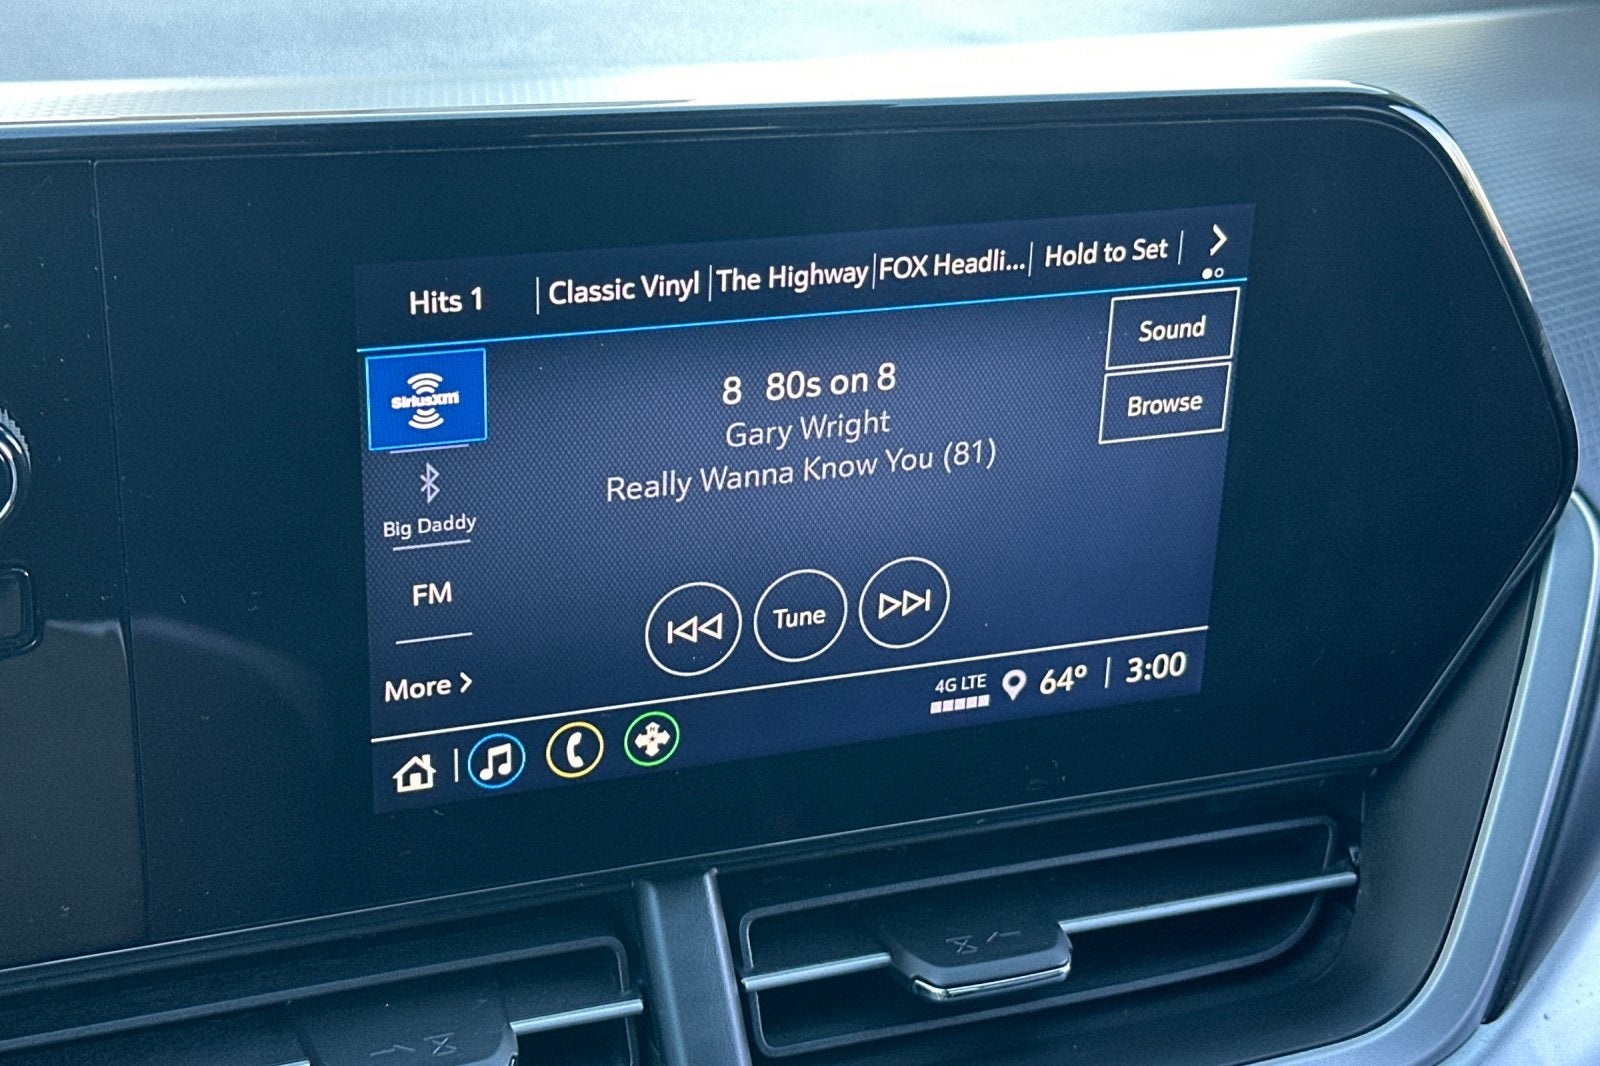 Hits 1 | Classic Vinyl | The Highway | FOX Headli... | Hold to Set |
Sound
Browse
SiriusXM
8 80s on 8
Gary Wright
Really Wanna Know You (81)
Big Daddy
FM
More
Tune
4G LTE 64° | 3:00